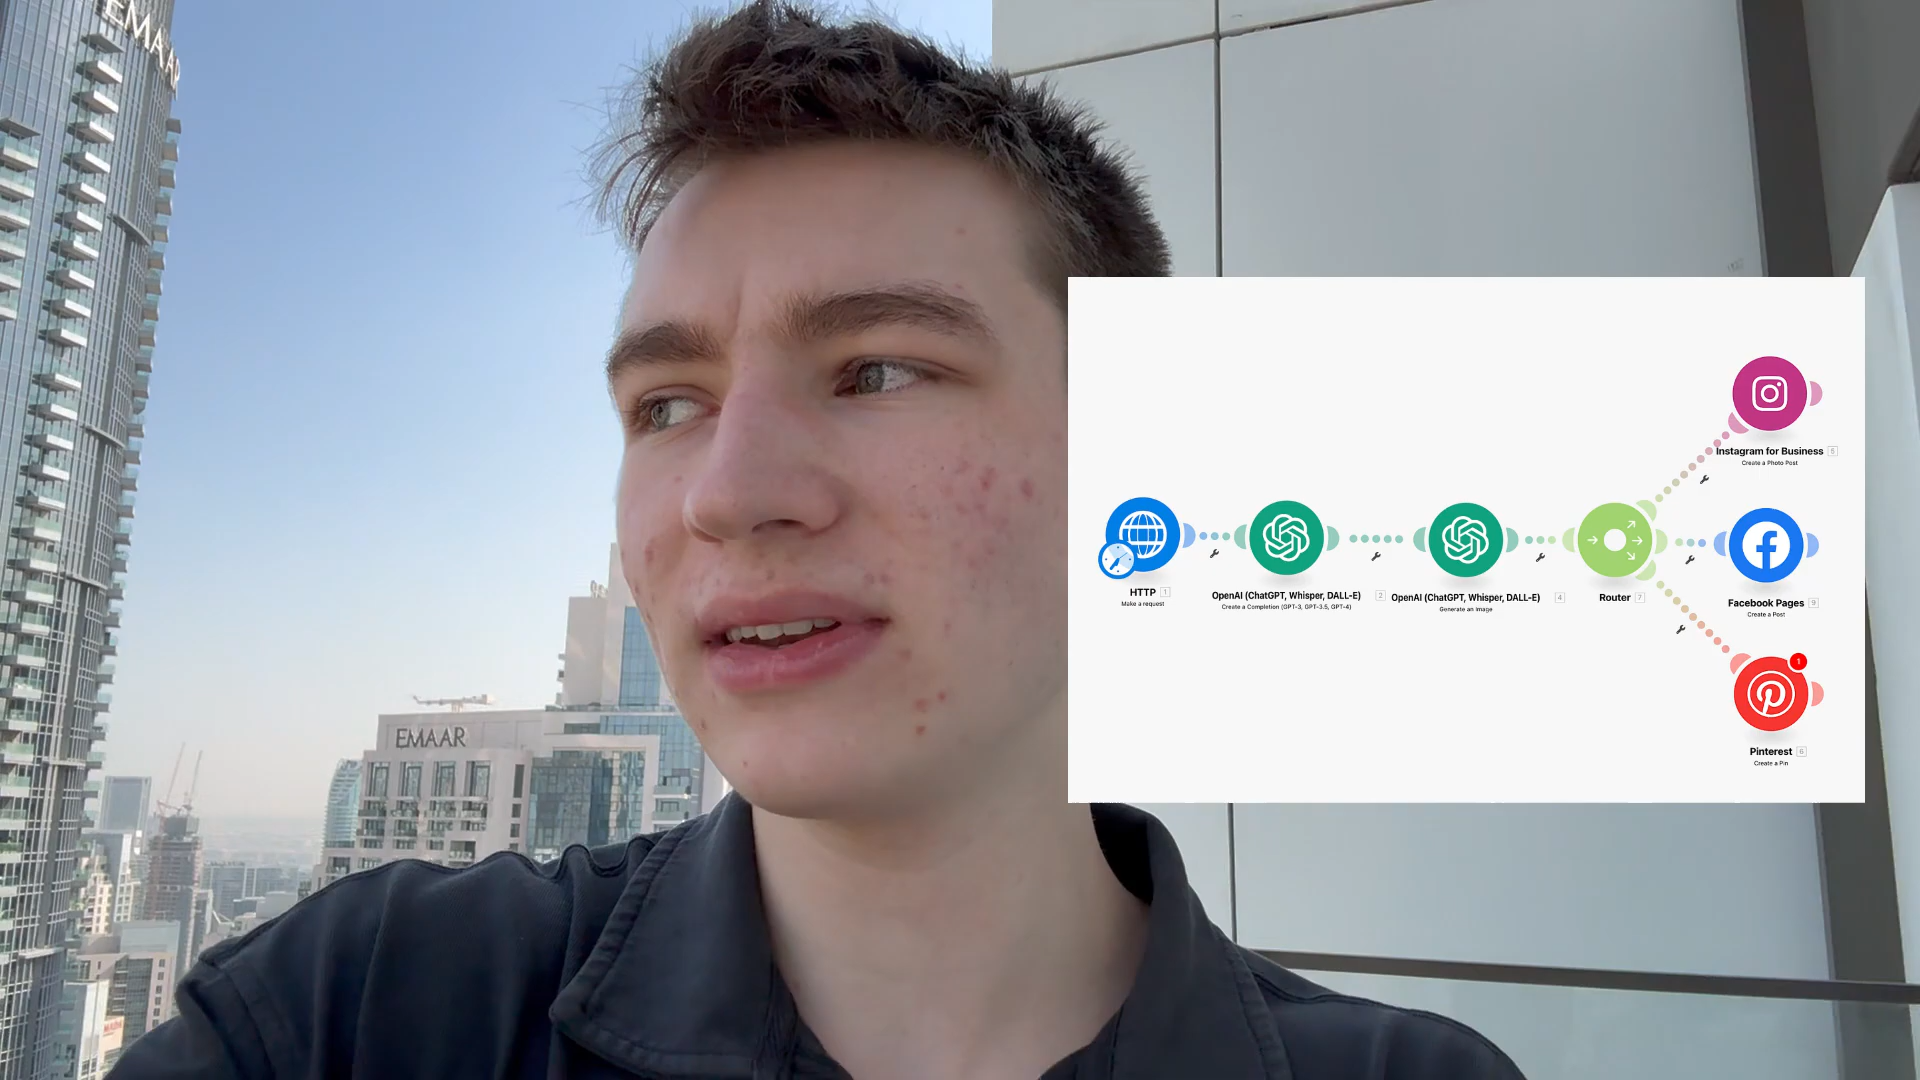 EMAAR
EMAAR
Instagram for Business 5
Create a Photo Post
HTTP 1
Make a request
OpenAI (ChatGPT, Whisper, DALL-E) 2
Create a Completion (GPT-3, GPT-3.5, GPT-4)
OpenAI (ChatGPT, Whisper, DALL-E) 4
Generate an Image
Router 7
Facebook Pages 9
Create a Post
1
Pinterest 6
Create a Pin